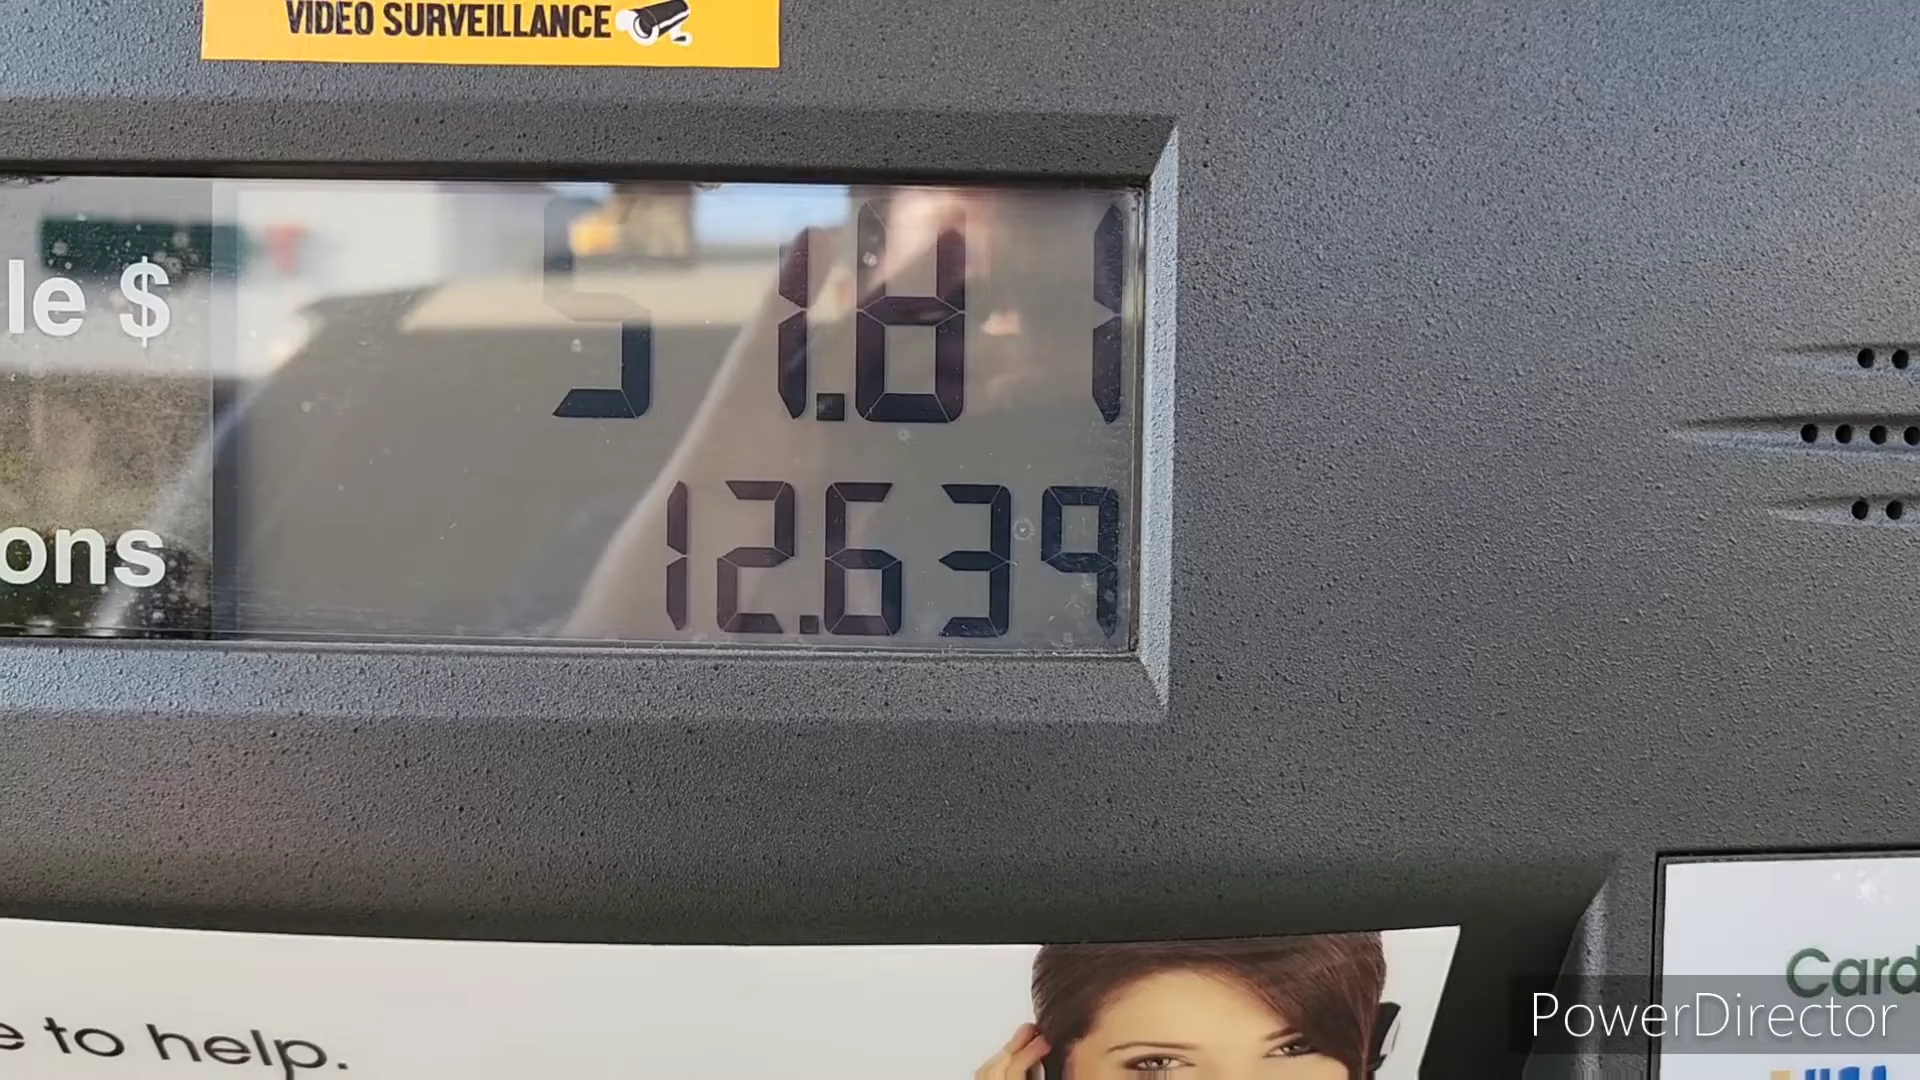 VIDEO SURVEILLANCE
le $ 51.81
ons 12.639
e to help.
Card
PowerDirector